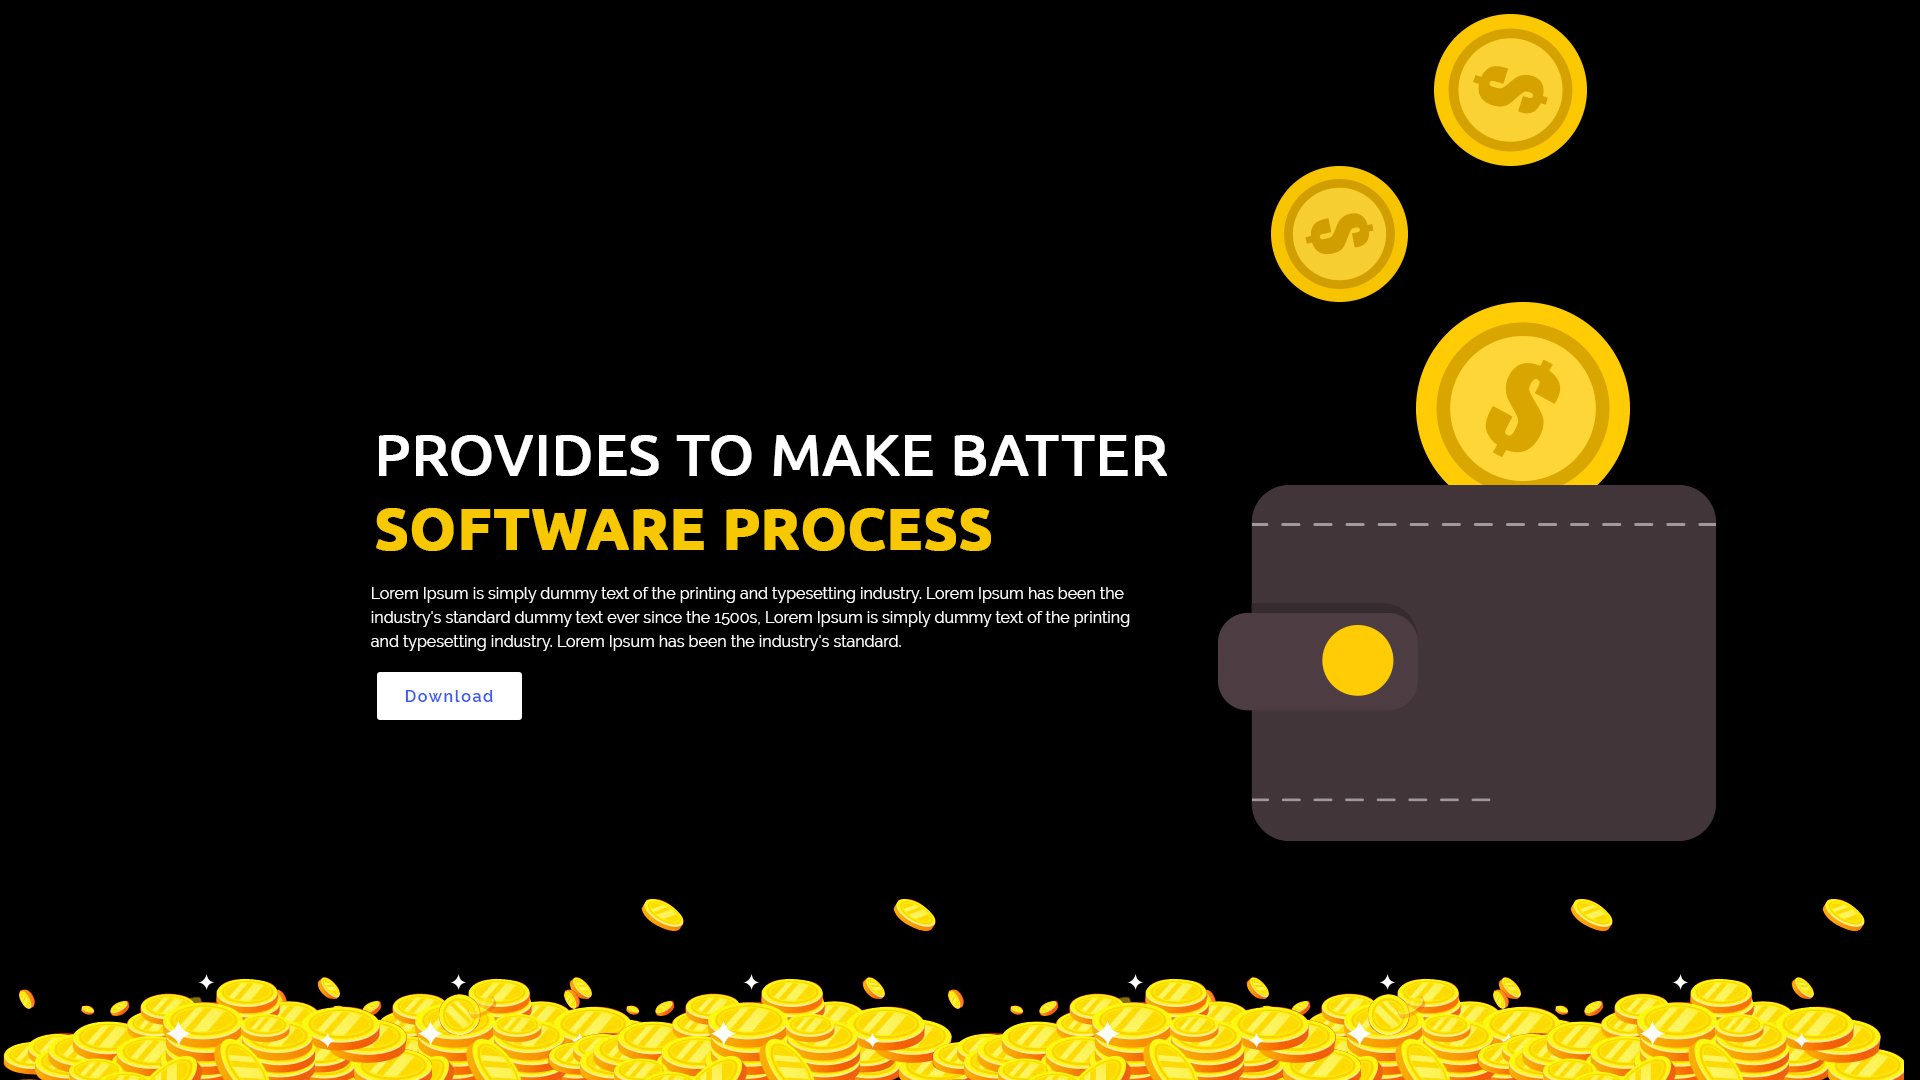 PROVIDES TO MAKE BATTER
SOFTWARE PROCESS
Lorem Ipsum is simply dummy text of the printing and typesetting industry. Lorem Ipsum has been the
industry's standard dummy text ever since the 1500s, Lorem Ipsum is simply dummy text of the printing
and typesetting industry. Lorem Ipsum has been the industry's standard.
Download